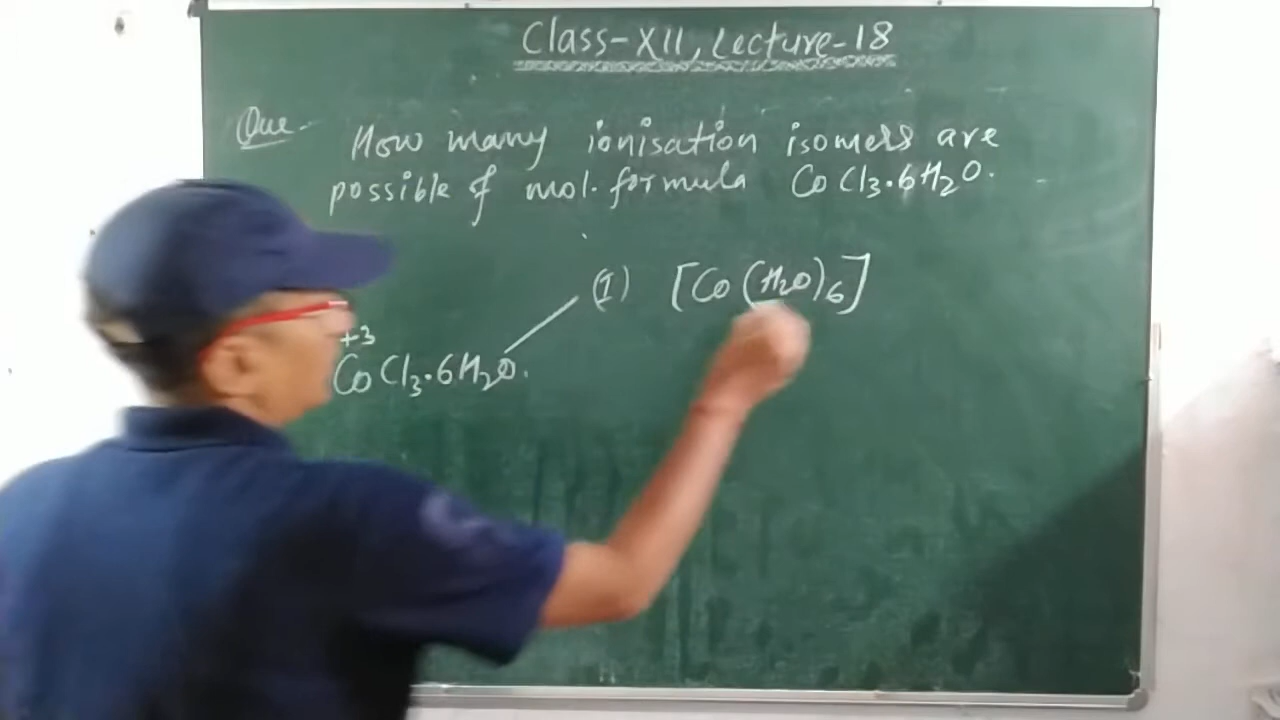 Class-XII, Lecture-18
Que- How many ionisation isomers are
possible of mol. formula CoCl3.6H2O.
(I) [Co(H2O)6]
+3
CoCl3.6H2O.